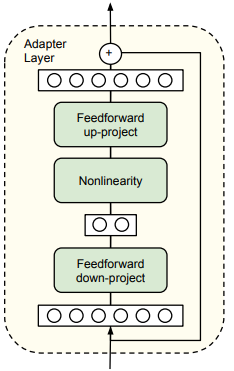 Adapter
Layer
+
Feedforward
up-project
Nonlinearity
Feedforward
down-project